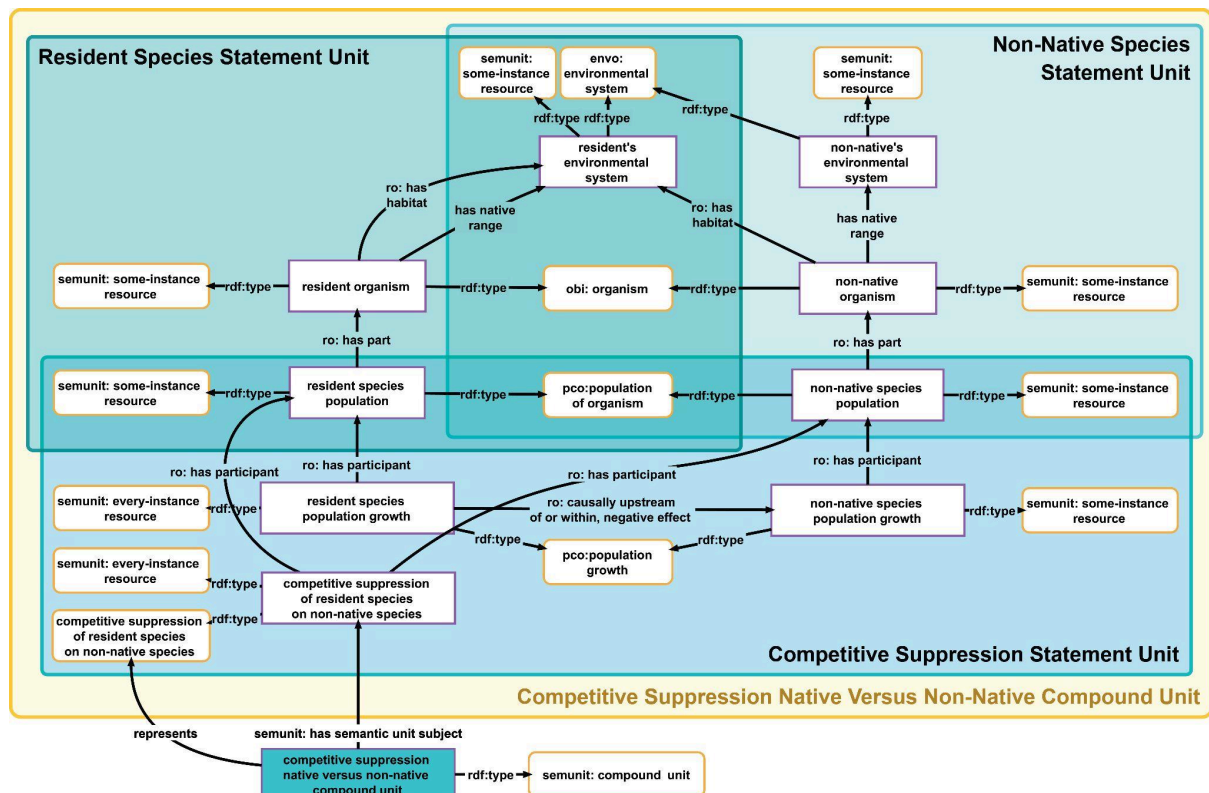 Resident Species Statement Unit
Non-Native Species
Statement Unit
semunit:
some-instance
resource
envo:
environmental
system
semunit:
some-instance
resource
rdf:type
rdf:type
rdf:type
rdf:type
resident's
environmental
system
non-native's
environmental
system
ro: has
habitat
has native
range
ro: has
habitat
has native
range
semunit: some-instance
resource
rdf:type
resident organism
rdf:type
obi: organism
rdf:type
non-native
organism
rdf:type
semunit: some-instance
resource
ro: has part
ro: has part
semunit: some-instance
resource
rdf:type
resident species
population
rdf:type
pco:population
of organism
rdf:type
non-native species
population
rdf:type
semunit: some-instance
resource
ro: has participant
ro: has participant
ro: has participant
ro: has participant
semunit: every-instance
resource
rdf:type
resident species
population growth
ro: causally upstream
of or within, negative effect
non-native species
population growth
rdf:type
semunit: some-instance
resource
rdf:type
pco:population
growth
rdf:type
semunit: every-instance
resource
rdf:type
competitive suppression
of resident species
on non-native species
rdf:type
competitive suppression
of resident species
on non-native species
Competitive Suppression Statement Unit
Competitive Suppression Native Versus Non-Native Compound Unit
represents
semunit: has semantic unit subject
competitive suppression
native versus non-native
compound unit
rdf:type
semunit: compound unit